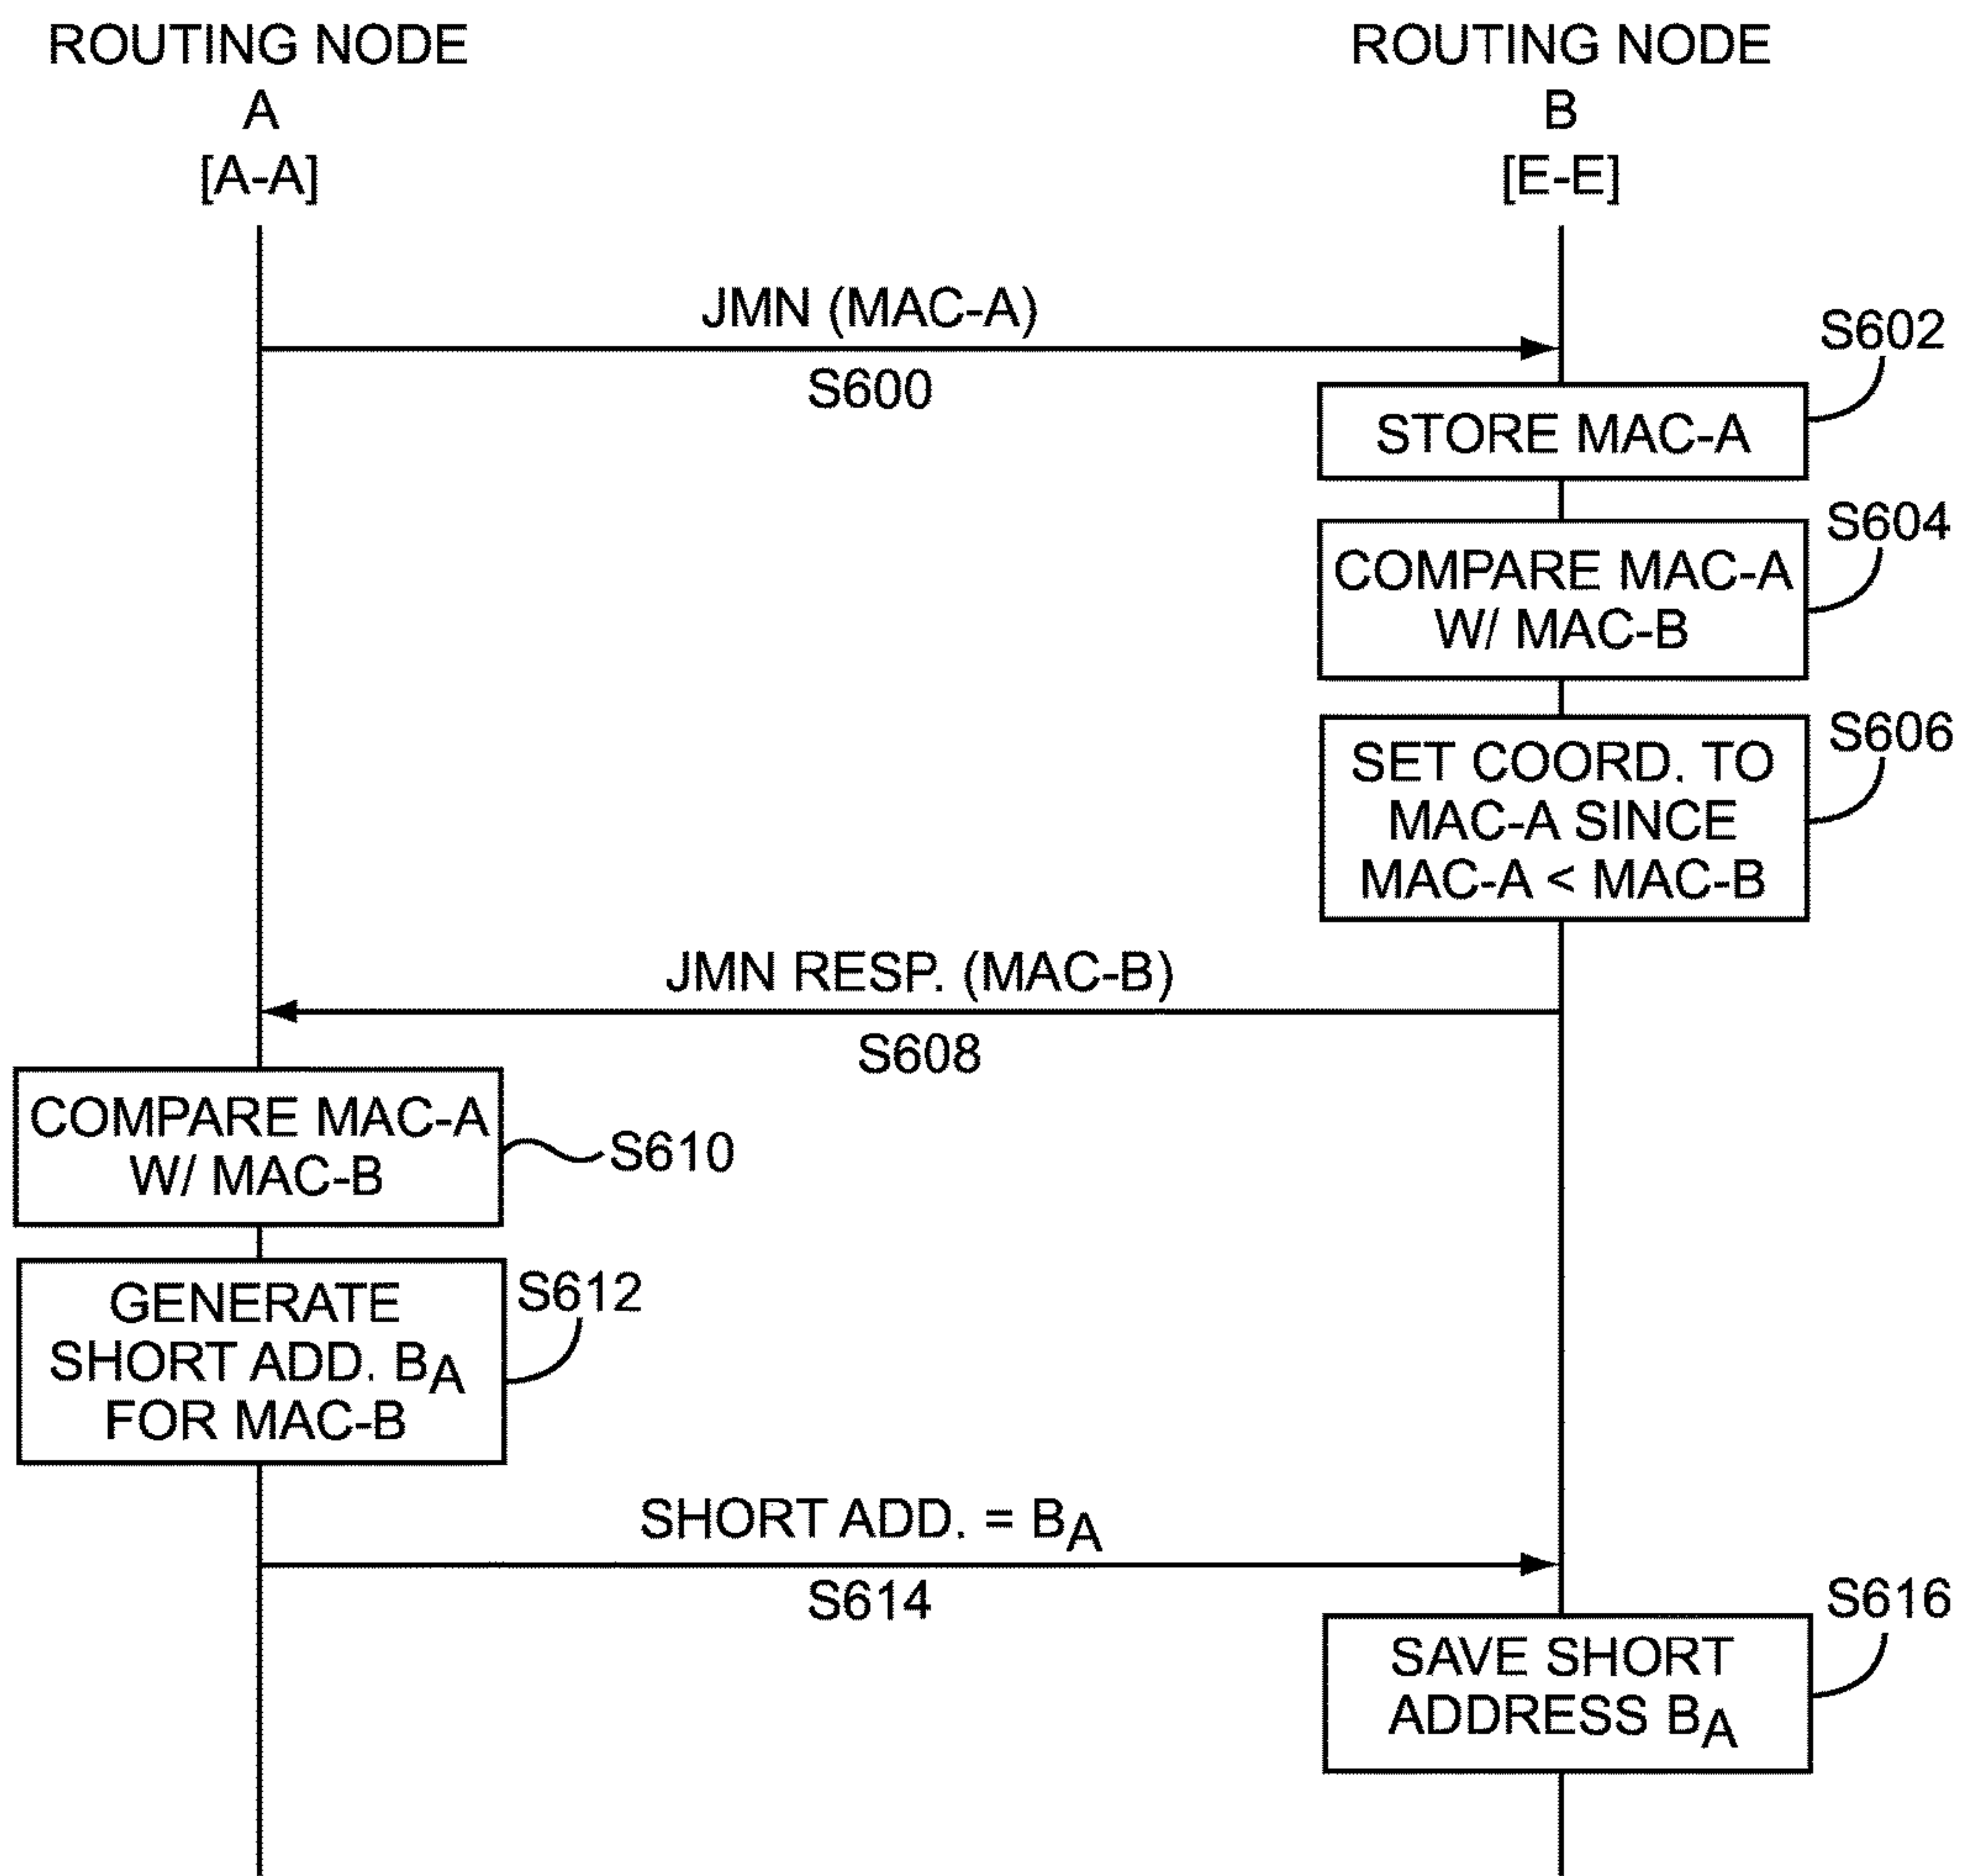 ROUTING NODE
A
[A-A]
ROUTING NODE
B
[E-E]
JMN (MAC-A)
S600
S602
STORE MAC-A
S604
COMPARE MAC-A
W/ MAC-B
S606
SET COORD. TO
MAC-A SINCE
MAC-A < MAC-B
JMN RESP. (MAC-B)
S608
COMPARE MAC-A
W/ MAC-B
S610
GENERATE
SHORT ADD. BA
FOR MAC-B
S612
SHORT ADD. = BA
S614
S616
SAVE SHORT
ADDRESS BA